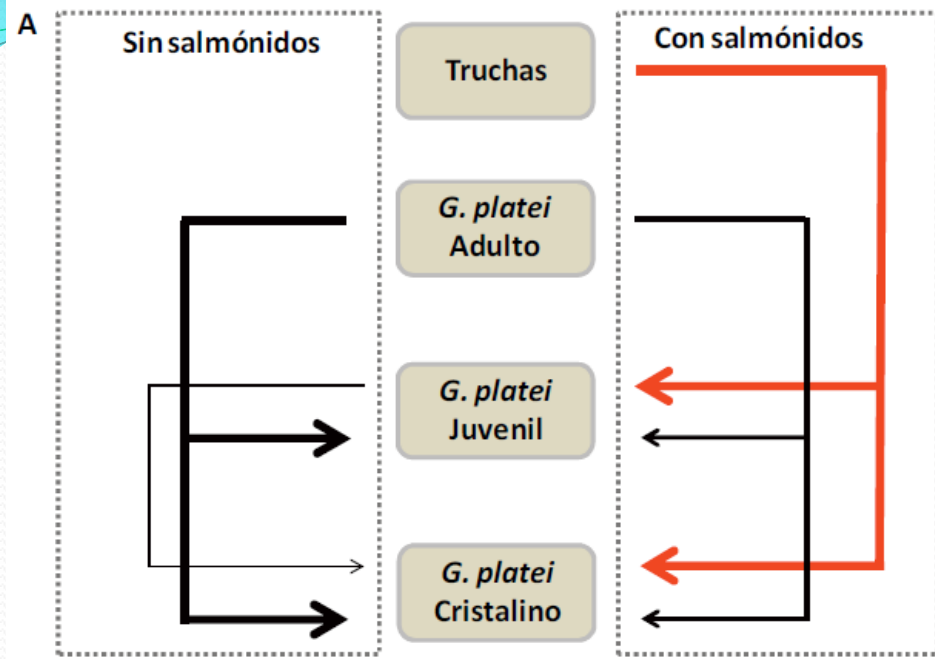 A
Sin salmónidos
Con salmónidos
Truchas
G. platei
Adulto
G. platei
Juvenil
G. platei
Cristalino